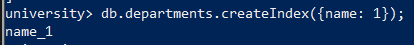 university> db.departments.createIndex({name: 1});
name_1